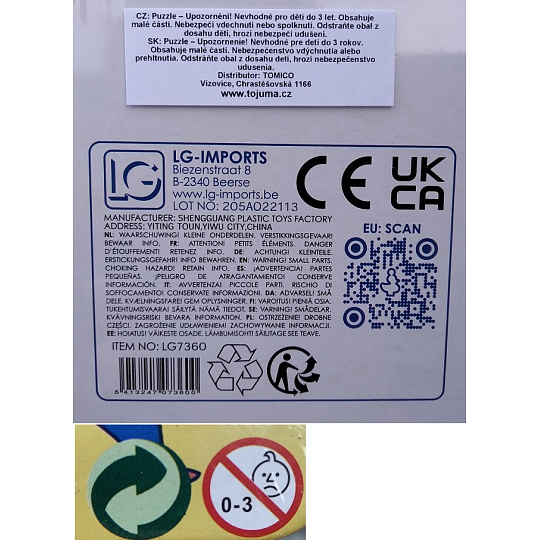 CZ: Puzzle – Upozornění! Nevhodné pro děti do 3 let. Obsahuje
malé části. Nebezpečí vdechnutí nebo spolknutí. Odstraňte obal z
dosahu dětí, hrozí nebezpečí udušení.
SK: Puzzle – Upozornenie! Nevhodné pre deti do 3 rokov.
Obsahuje malé časti. Nebezpečenstvo vdýchnutia alebo
prehltnutia. Odstráňte obal z dosahu detí, hrozí nebezpečenstvo
udusenia.
Distributor: TOMICO
Vizovice, Chrastěšovská 1166
www.tojuma.cz
LG
LG-IMPORTS
Biezenstraat 8
B-2340 Beerse
www.lg-imports.be
LOT NO: 205A022113
CE
UK
CA
MANUFACTURER: SHENGGUANG PLASTIC TOYS FACTORY
ADDRESS: YITING TOUN,YIWU CITY,CHINA
EU: SCAN
NL: WAARSCHUWING! KLEINE ONDERDELEN. VERSTIKKINGSGEVAAR!
BEWAAR INFO. FR: ATTENTION! PETITS ÉLÉMENTS. DANGER
D'ÉTOUFFEMENT! RETENEZ INFO. DE: ACHTUNG! KLEINTEILE.
ERSTICKUNGSGEFAHR! INFO BEWAHREN. EN: WARNING! SMALL PARTS.
CHOKING HAZARD! RETAIN INFO. ES: ¡ADVERTENCIA! PARTES
PEQUEÑAS. ¡PELIGRO DE ATRAGANTAMIENTO! CONSERVE
INFORMACIÓN. IT: AVVERTENZA! PICCOLE PARTI. RISCHIO DI
SOFFOCAMENTO! CONSERVATE INFORMAZIONI. DA: ADVARSEL! SMÅ
DELE. KVÆLNINGSFARE! GEM OPLYSNINGER. FI: VAROITUS! PIENIÄ OSIA.
TUKEHTUMISVAARA! SÄILYTÄ NÄMÄ TIEDOT. SE: VARNING! SMÅDELAR.
KVÄVNINGSRISK! BEVARA INFORMATION. PL: OSTRZEŻENIE! DROBNE
CZĘŚCI. ZAGROŻENIE UDŁAWIENIEM! ZACHOWYWANIE INFORMACJI.
EE: HOIATUS! VÄIKESTE OSADE. LÄMBUMISOHT! SÄILITAGE SEE TEAVE.
ITEM NO: LG7360
5 413247 073600
0-3